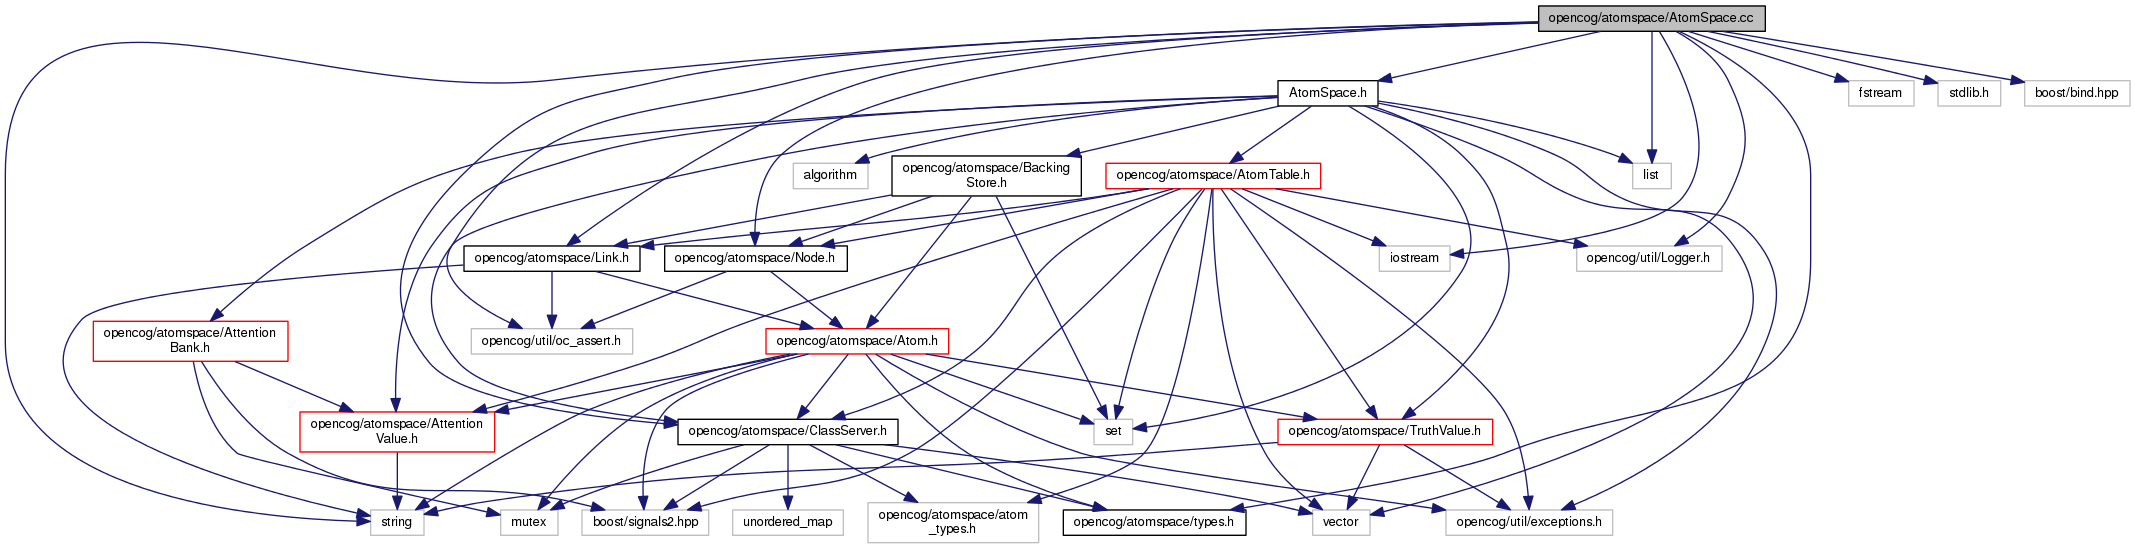 opencog/atomspace/AtomSpace.cc
AtomSpace.h
fstream
stdlib.h
boost/bind.hpp
algorithm
opencog/atomspace/Backing
Store.h
opencog/atomspace/AtomTable.h
list
opencog/atomspace/Link.h
opencog/atomspace/Node.h
iostream
opencog/util/Logger.h
opencog/atomspace/Attention
Bank.h
opencog/util/oc_assert.h
opencog/atomspace/Atom.h
opencog/atomspace/Attention
Value.h
opencog/atomspace/ClassServer.h
set
opencog/atomspace/TruthValue.h
string
mutex
boost/signals2.hpp
unordered_map
opencog/atomspace/atom
_types.h
opencog/atomspace/types.h
vector
opencog/util/exceptions.h